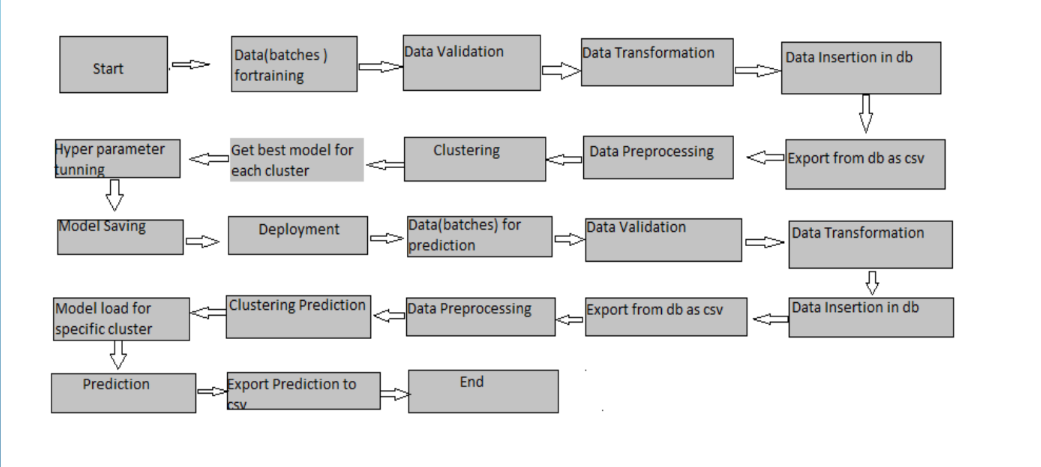 Start
Data(batches )
fortraining
Data Validation
Data Transformation
Data Insertion in db
Export from db as csv
Data Preprocessing
Clustering
Get best model for
each cluster
Hyper parameter
tunning
Model Saving
Deployment
Data(batches) for
prediction
Data Validation
Data Transformation
Data Insertion in db
Export from db as csv
Data Preprocessing
Clustering Prediction
Model load for
specific cluster
Prediction
Export Prediction to
csv
End